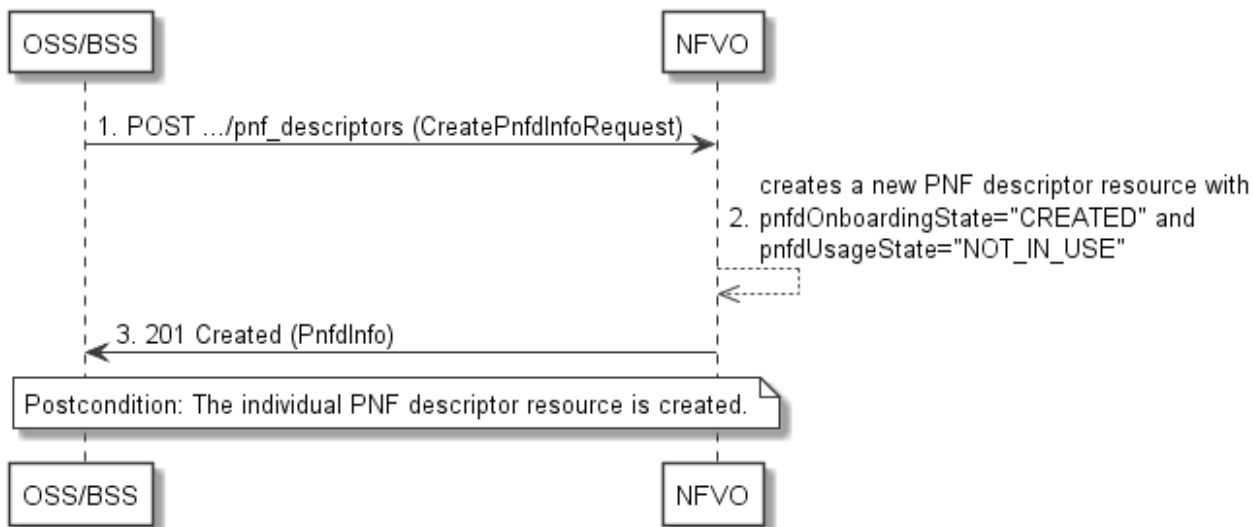 OSS/BSS
NFVO
1. POST .../pnf_descriptors (CreatePnfdInfoRequest)
creates a new PNF descriptor resource with
2. pnfdOnboardingState="CREATED" and
pnfdUsageState="NOT_IN_USE"
3. 201 Created (PnfdInfo)
Postcondition: The individual PNF descriptor resource is created.
OSS/BSS
NFVO